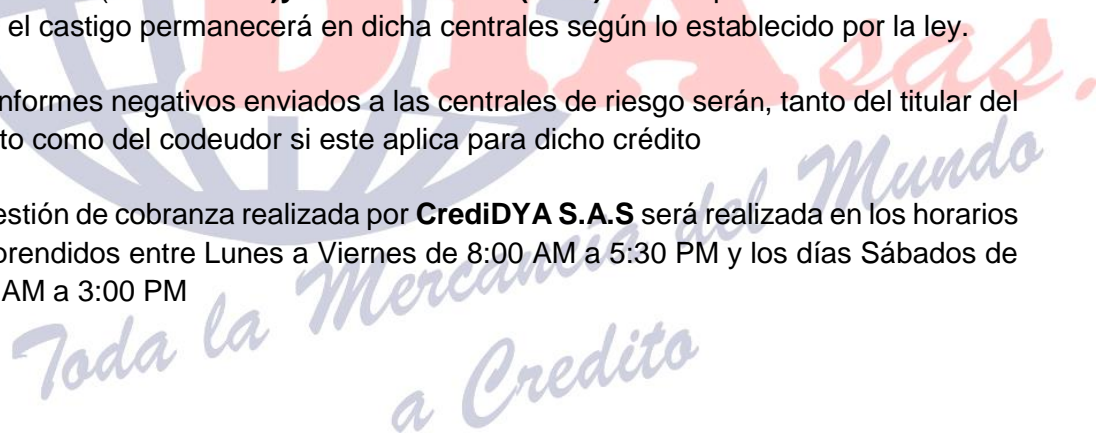 el castigo permanecerá en dicha centrales según lo establecido por la ley.
nformes negativos enviados a las centrales de riesgo serán, tanto del titular del
to como del codeudor si este aplica para dicho crédito
estión de cobranza realizada por CrediDYA S.A.S será realizada en los horarios
prendidos entre Lunes a Viernes de 8:00 AM a 5:30 PM y los días Sábados de
AM a 3:00 PM
DIA sas.
Toda la Mercancia del Mundo
a Credito